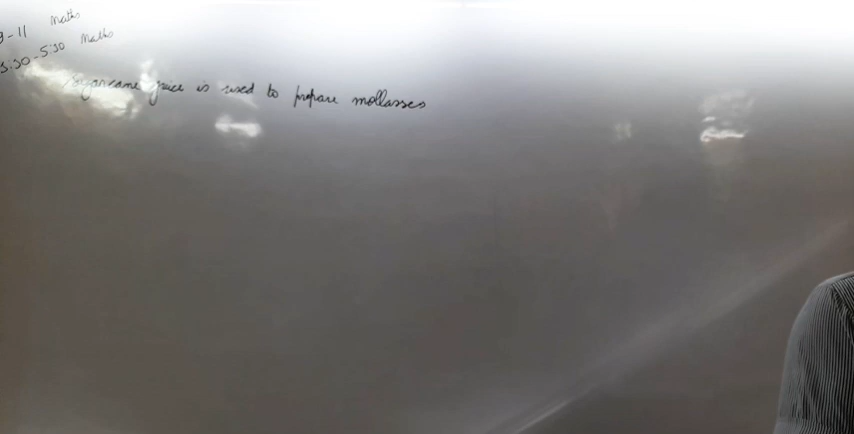 9-11 Maths
3:30-5:30 Maths
Sugarcane juice is used to prepare mollasses